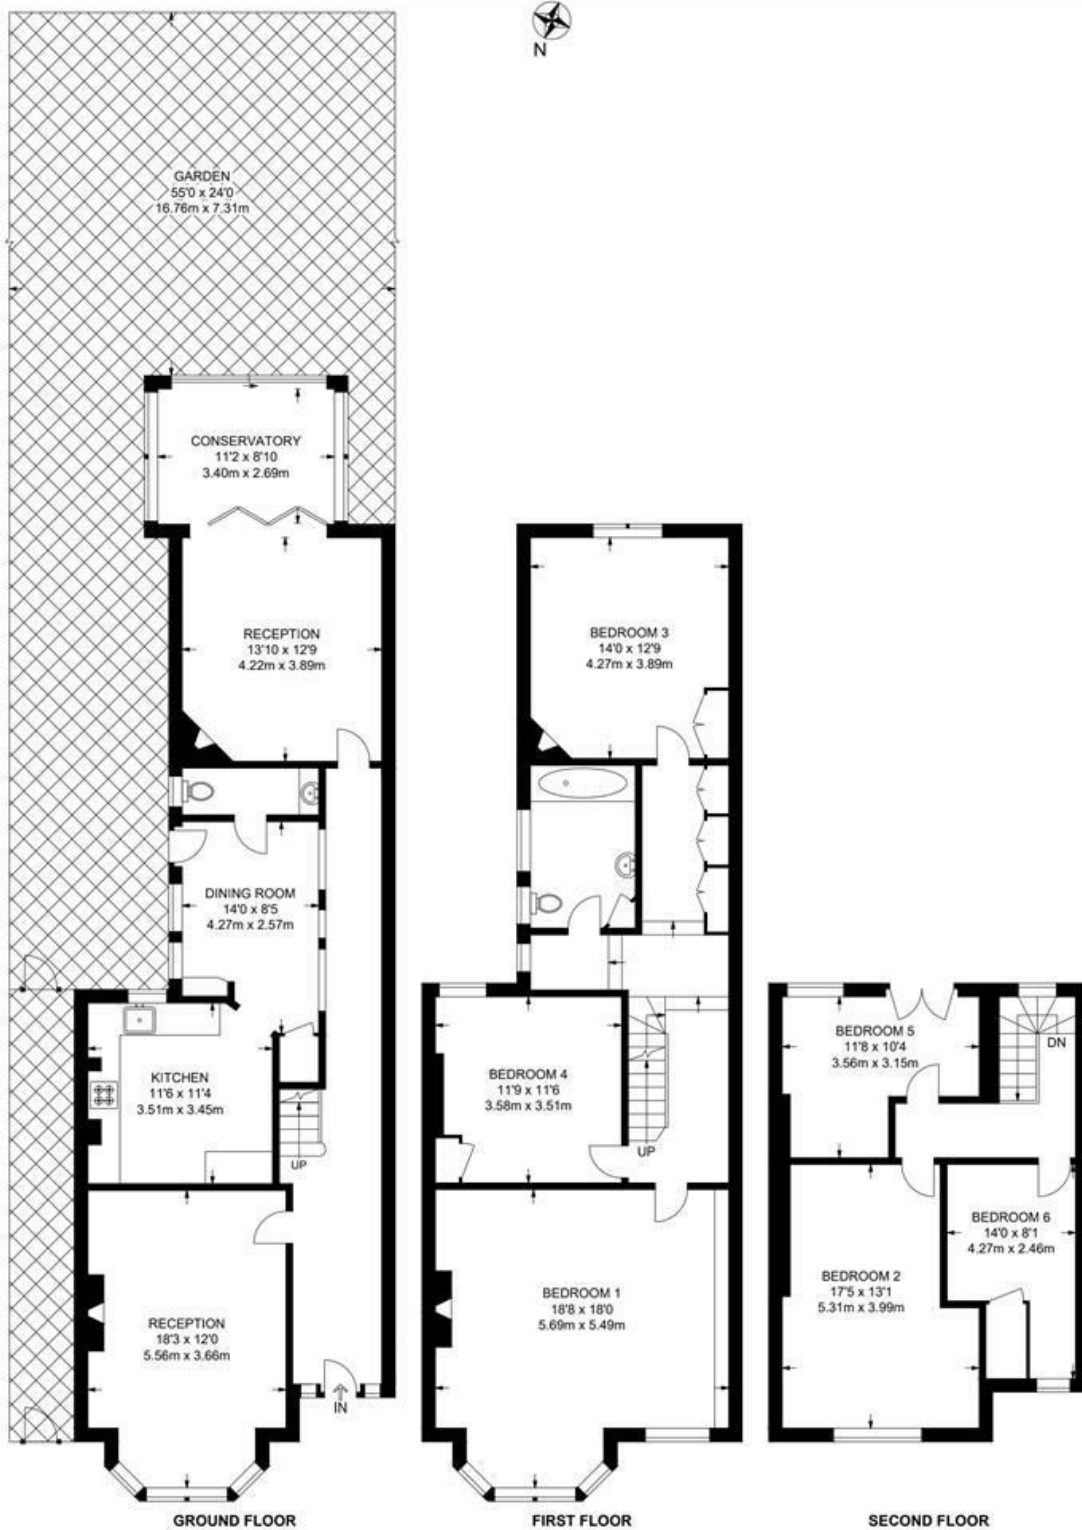 N
GARDEN
55'0 x 24'0
16.76m x 7.31m
CONSERVATORY
11'2 x 8'10
3.40m x 2.69m
RECEPTION
13'10 x 12'9
4.22m x 3.89m
DINING ROOM
14'0 x 8'5
4.27m x 2.57m
KITCHEN
11'6 x 11'4
3.51m x 3.45m
UP
RECEPTION
18'3 x 12'0
5.56m x 3.66m
IN
GROUND FLOOR
BEDROOM 3
14'0 x 12'9
4.27m x 3.89m
BEDROOM 4
11'9 x 11'6
3.58m x 3.51m
UP
BEDROOM 1
18'8 x 18'0
5.69m x 5.49m
FIRST FLOOR
BEDROOM 5
11'8 x 10'4
3.56m x 3.15m
DN
BEDROOM 6
14'0 x 8'1
4.27m x 2.46m
BEDROOM 2
17'5 x 13'1
5.31m x 3.99m
SECOND FLOOR